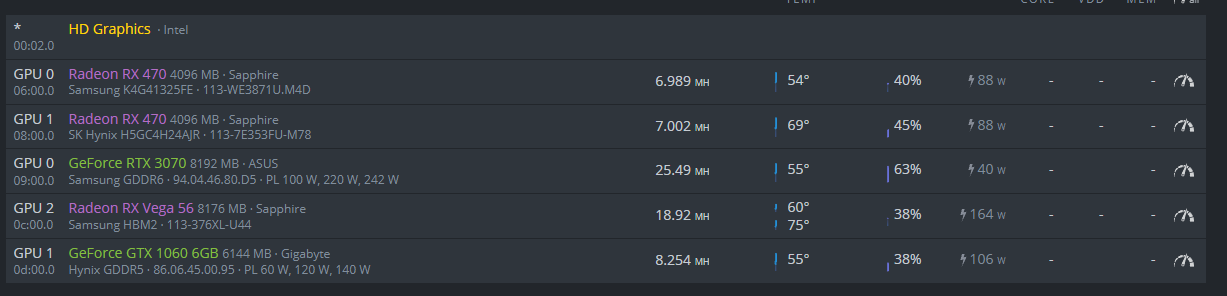 * HD Graphics · Intel
00:02.0
GPU 0 Radeon RX 470 4096 MB · Sapphire 6.989 MH 54° 40% 88 W - - -
06:00.0 Samsung K4G41325FE · 113-WE3871U.M4D
GPU 1 Radeon RX 470 4096 MB · Sapphire 7.002 MH 69° 45% 88 W - - -
08:00.0 SK Hynix H5GC4H24AJR · 113-7E353FU-M78
GPU 0 GeForce RTX 3070 8192 MB · ASUS 25.49 MH 55° 63% 40 W - - -
09:00.0 Samsung GDDR6 · 94.04.46.80.D5 · PL 100 W, 220 W, 242 W
GPU 2 Radeon RX Vega 56 8176 MB · Sapphire 18.92 MH 60° 38% 164 W - - -
0c:00.0 Samsung HBM2 · 113-376XL-U44 75°
GPU 1 GeForce GTX 1060 6GB 6144 MB · Gigabyte 8.254 MH 55° 38% 106 W - - -
0d:00.0 Hynix GDDR5 · 86.06.45.00.95 · PL 60 W, 120 W, 140 W